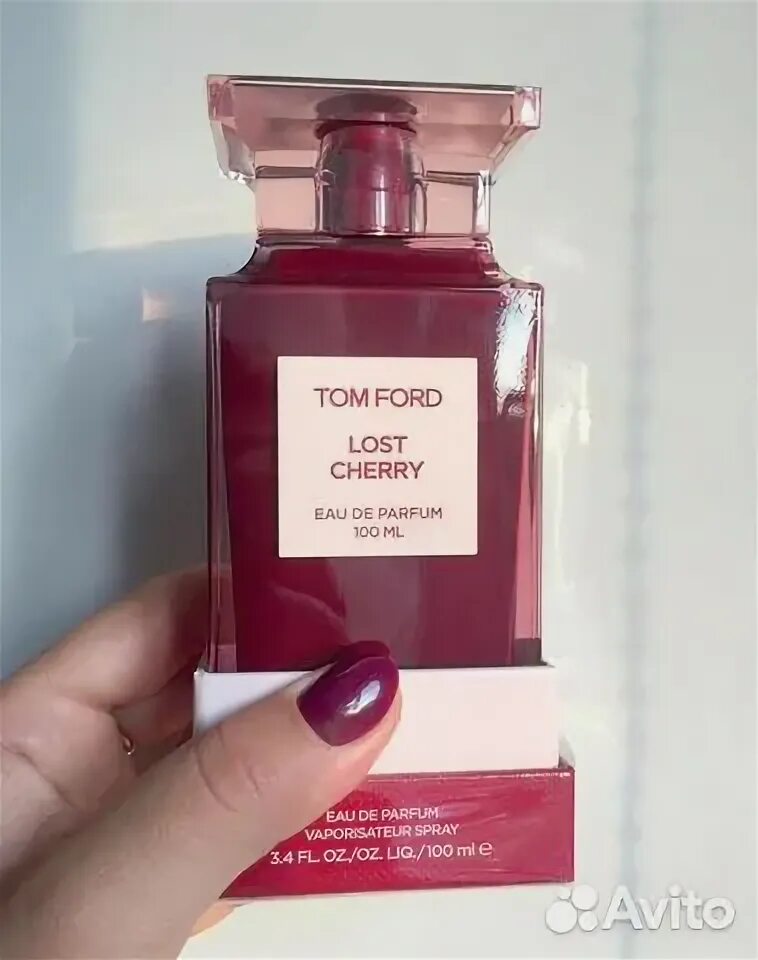 TOM FORD
LOST
CHERRY
EAU DE PARFUM
100 ML
EAU DE PARFUM
VAPORISATEUR SPRAY
3.4 FL. OZ./OZ. LIQ./100 ml e
Avito